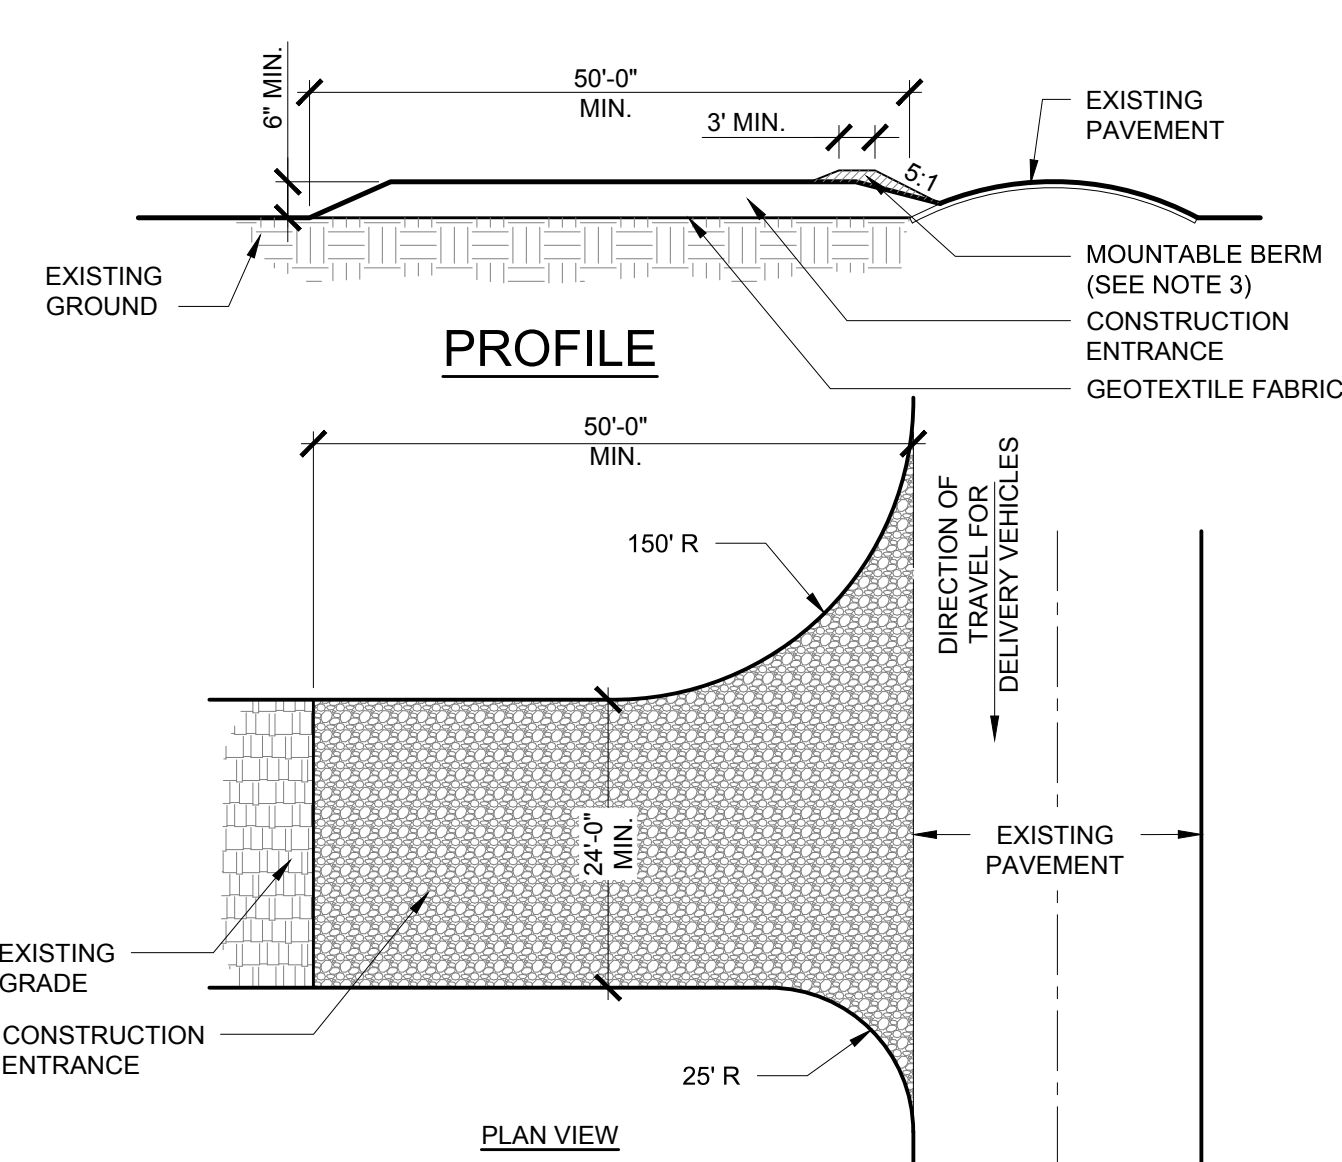 6" MIN.
50'-0"
MIN.
3' MIN.
5:1
EXISTING
PAVEMENT
EXISTING
GROUND
MOUNTABLE BERM
(SEE NOTE 3)
CONSTRUCTION
ENTRANCE
GEOTEXTILE FABRIC
PROFILE
50'-0"
MIN.
150' R
DIRECTION OF
TRAVEL FOR
DELIVERY VEHICLES
24'-0"
MIN.
EXISTING
PAVEMENT
EXISTING
GRADE
CONSTRUCTION
ENTRANCE
25' R
PLAN VIEW